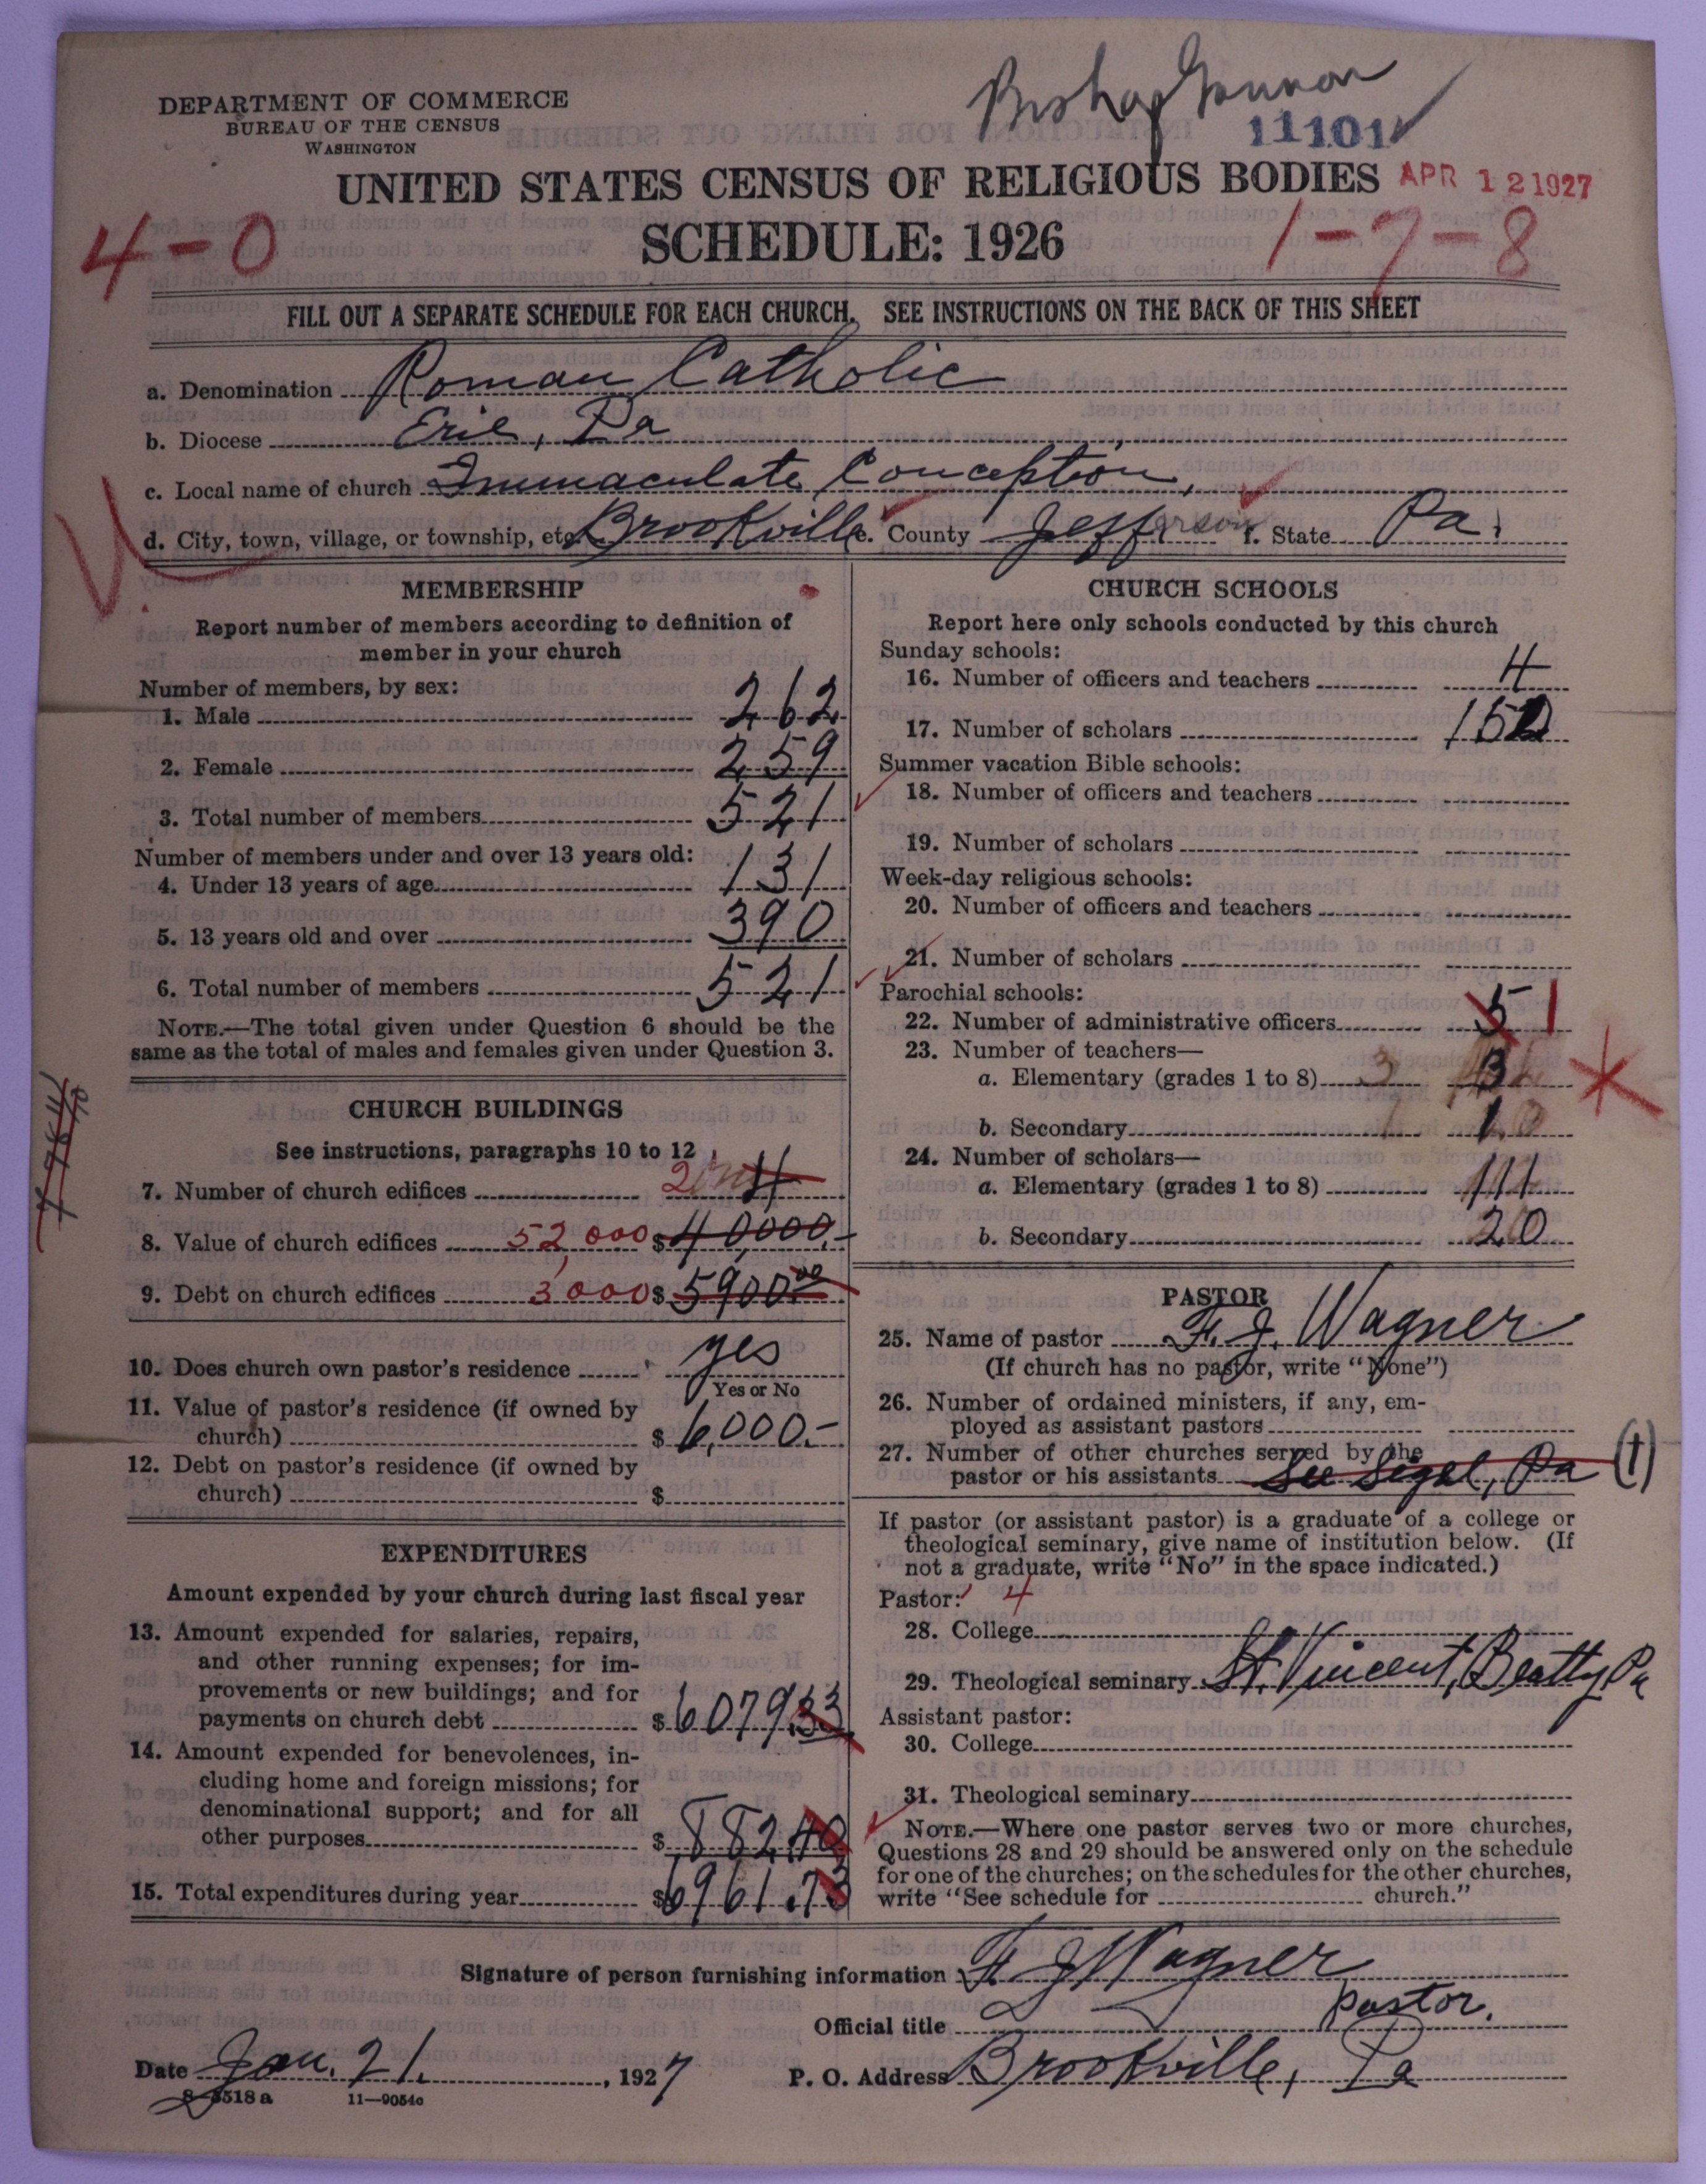 Bishop Gannon
DEPARTMENT OF COMMERCE
BUREAU OF THE CENSUS
WASHINGTON
11101
UNITED STATES CENSUS OF RELIGIOUS BODIES APR 12 1927
4-0 SCHEDULE: 1926 1-7-8
FILL OUT A SEPARATE SCHEDULE FOR EACH CHURCH. SEE INSTRUCTIONS ON THE BACK OF THIS SHEET
a. Denomination Roman Catholic
b. Diocese Erie, Pa
c. Local name of church Immaculate Conception,
d. City, town, village, or township, etc. Brookville e. County Jefferson f. State Pa.
MEMBERSHIP
Report number of members according to definition of
member in your church
Number of members, by sex:
1. Male 262
2. Female 259
3. Total number of members 521
Number of members under and over 13 years old:
4. Under 13 years of age 131
5. 13 years old and over 390
6. Total number of members 521
NOTE.—The total given under Question 6 should be the
same as the total of males and females given under Question 3.
CHURCH BUILDINGS
See instructions, paragraphs 10 to 12
7. Number of church edifices 2 4
8. Value of church edifices 52,000 $40,000.-
9. Debt on church edifices 3000 $5900.00
10. Does church own pastor's residence yes
Yes or No
11. Value of pastor's residence (if owned by
church) $6,000.-
12. Debt on pastor's residence (if owned by
church) $
EXPENDITURES
Amount expended by your church during last fiscal year
13. Amount expended for salaries, repairs,
and other running expenses; for im-
provements or new buildings; and for
payments on church debt $6079.33
14. Amount expended for benevolences, in-
cluding home and foreign missions; for
denominational support; and for all
other purposes $882.40
15. Total expenditures during year $6961.73
CHURCH SCHOOLS
Report here only schools conducted by this church
Sunday schools:
16. Number of officers and teachers 4
17. Number of scholars
Summer vacation Bible schools:
18. Number of officers and teachers
19. Number of scholars
Week-day religious schools:
20. Number of officers and teachers
21. Number of scholars
Parochial schools:
22. Number of administrative officers 5 1
23. Number of teachers—
a. Elementary (grades 1 to 8) 3 3
b. Secondary 1 1
24. Number of scholars—
a. Elementary (grades 1 to 8) 111
b. Secondary 20
PASTOR
25. Name of pastor F. J. Wagner
(If church has no pastor, write "None")
26. Number of ordained ministers, if any, em-
ployed as assistant pastors
27. Number of other churches served by the
pastor or his assistants See Sigel, Pa (1)
If pastor (or assistant pastor) is a graduate of a college or
theological seminary, give name of institution below. (If
not a graduate, write "No" in the space indicated.)
Pastor: 4
28. College
29. Theological seminary St. Vincent, Beatty, Pa
Assistant pastor:
30. College
31. Theological seminary
NOTE.—Where one pastor serves two or more churches,
Questions 28 and 29 should be answered only on the schedule
for one of the churches; on the schedules for the other churches,
write "See schedule for church."
Signature of person furnishing information F. J. Wagner
Official title pastor.
Date Jan. 21. , 1927 P. O. Address Brookville, Pa
8-3518 a 11—9054c